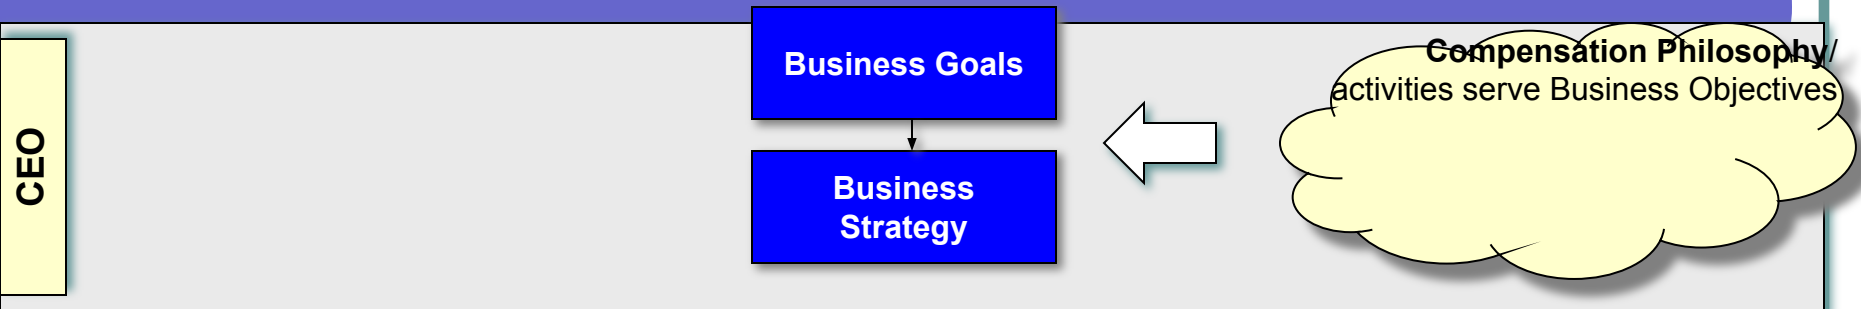 CEO
Business Goals
Business
Strategy
Compensation Philosophy/
activities serve Business Objectives